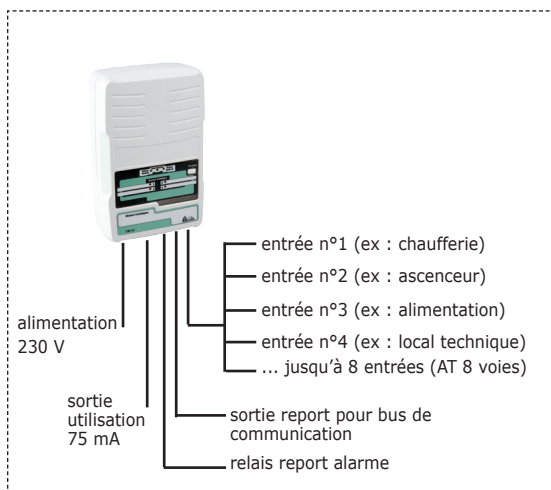 entrée n°1 (ex : chaufferie)
entrée n°2 (ex : ascenceur)
entrée n°3 (ex : alimentation)
entrée n°4 (ex : local technique)
... jusqu'à 8 entrées (AT 8 voies)
alimentation
230 V
sortie
utilisation
75 mA
sortie report pour bus de
communication
relais report alarme